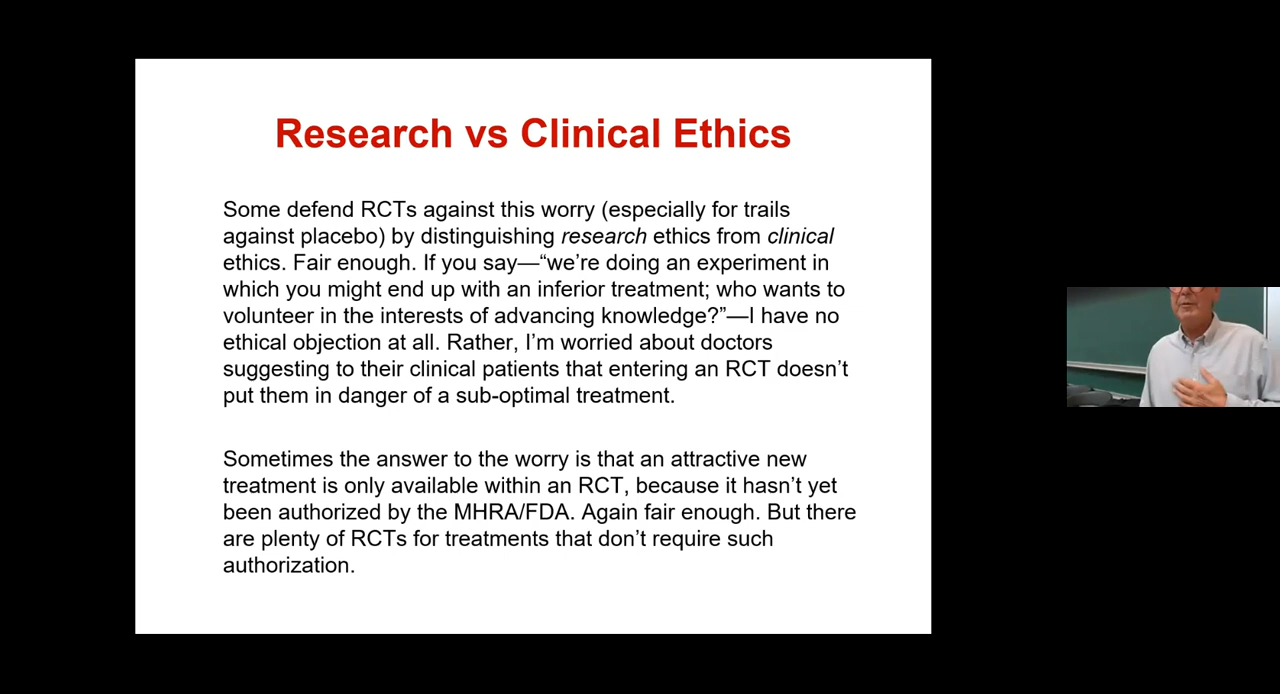 Research vs Clinical Ethics
Some defend RCTs against this worry (especially for trails
against placebo) by distinguishing research ethics from clinical
ethics. Fair enough. If you say—“we’re doing an experiment in
which you might end up with an inferior treatment; who wants to
volunteer in the interests of advancing knowledge?”—I have no
ethical objection at all. Rather, I’m worried about doctors
suggesting to their clinical patients that entering an RCT doesn’t
put them in danger of a sub-optimal treatment.
Sometimes the answer to the worry is that an attractive new
treatment is only available within an RCT, because it hasn’t yet
been authorized by the MHRA/FDA. Again fair enough. But there
are plenty of RCTs for treatments that don’t require such
authorization.